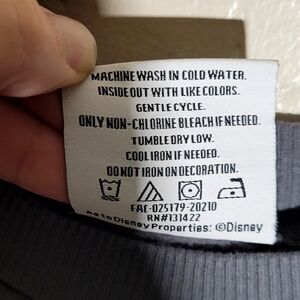 MACHINE WASH IN COLD WATER.
INSIDE OUT WITH LIKE COLORS.
GENTLE CYCLE.
ONLY NON-CHLORINE BLEACH IF NEEDED.
TUMBLE DRY LOW.
COOL IRON IF NEEDED.
DO NOT IRON ON DECORATION.
FAC-025179-20210
RN#131422
As to Disney Properties: ©Disney